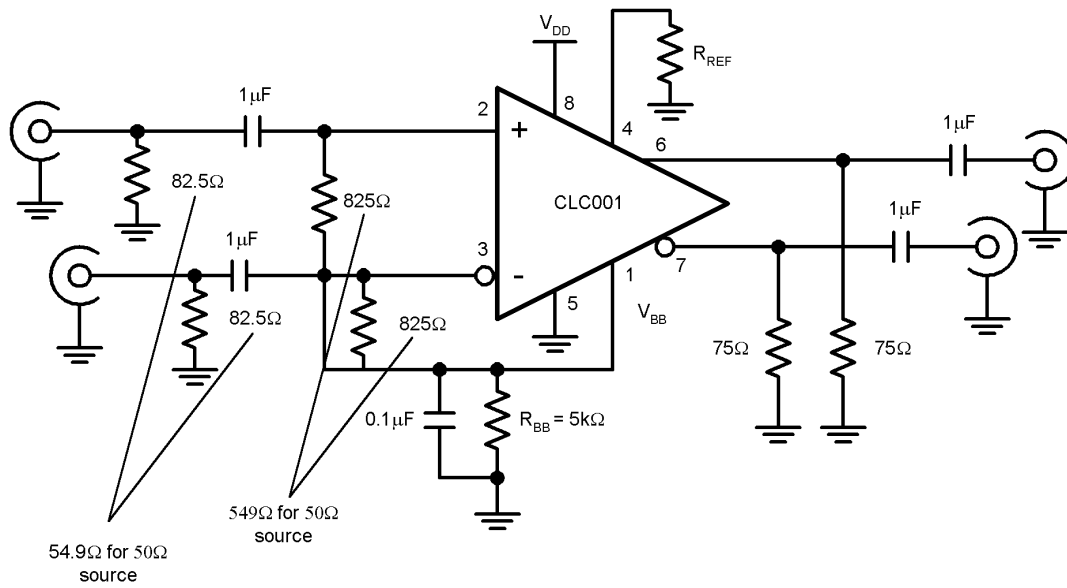 V_DD
R_REF
1μF
2
8
4
6
1μF
+
82.5Ω
825Ω
CLC001
1μF
3
1μF
-
7
5
1
82.5Ω
825Ω
V_BB
75Ω
75Ω
0.1μF
R_BB = 5kΩ
549Ω for 50Ω
source
54.9Ω for 50Ω
source